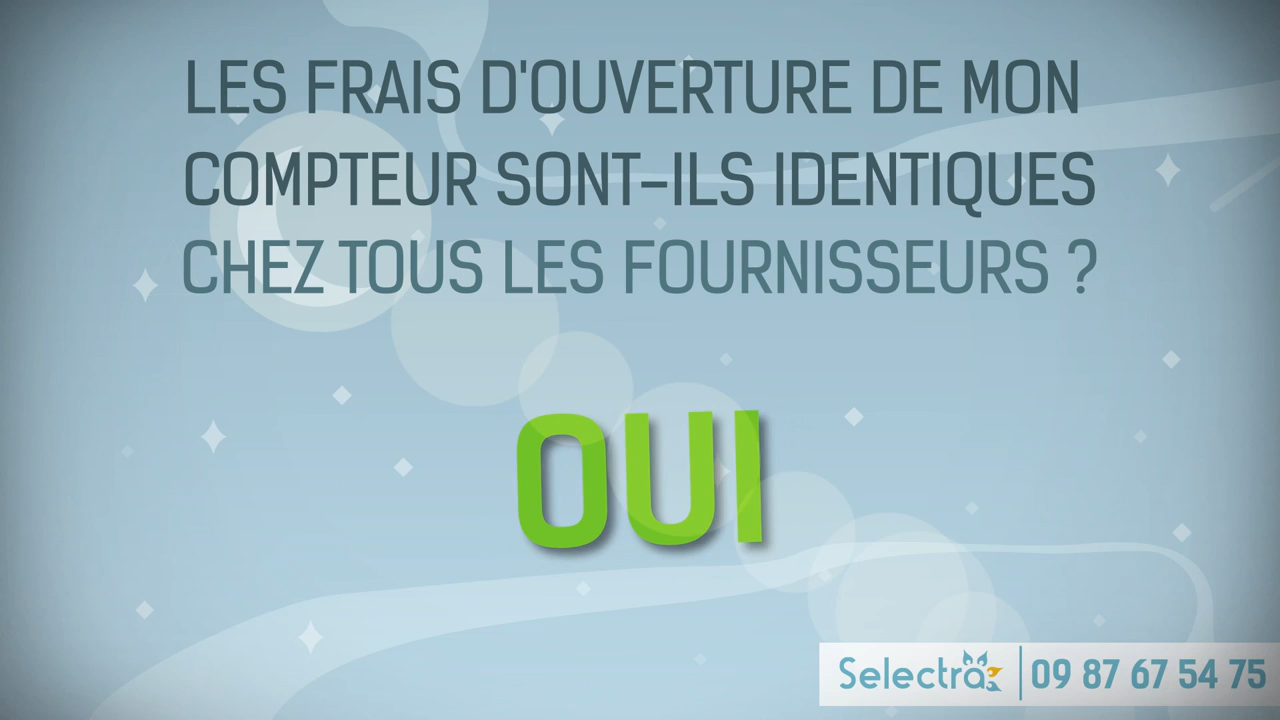 LES FRAIS D'OUVERTURE DE MON
COMPTEUR SONT-ILS IDENTIQUES
CHEZ TOUS LES FOURNISSEURS ?
OUI
Selectra 09 87 67 54 75